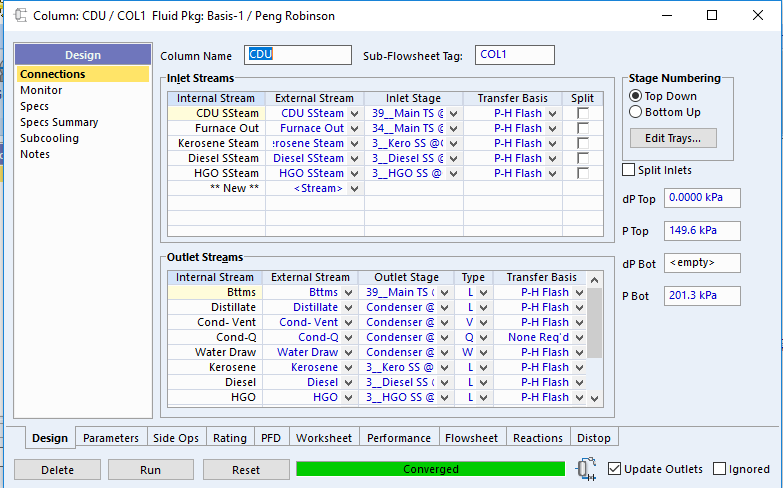 Column: CDU / COL1 Fluid Pkg: Basis-1 / Peng Robinson
Design
Connections
Monitor
Specs
Specs Summary
Subcooling
Notes
Column Name CDU Sub-Flowsheet Tag: COL1
Inlet Streams
Internal Stream External Stream Inlet Stage Transfer Basis Split
CDU SSteam CDU SSteam 39__Main TS @ P-H Flash
Furnace Out Furnace Out 34__Main TS @ P-H Flash
Kerosene Steam erosene Steam 3__Kero SS @C P-H Flash
Diesel SSteam Diesel SSteam 3__Diesel SS @ P-H Flash
HGO SSteam HGO SSteam 3__HGO SS @ P-H Flash
** New ** <Stream>
Stage Numbering
Top Down
Bottom Up
Edit Trays...
Split Inlets
dP Top 0.0000 kPa
P Top 149.6 kPa
dP Bot <empty>
P Bot 201.3 kPa
Outlet Streams
Internal Stream External Stream Outlet Stage Type Transfer Basis
Bttms Bttms 39__Main TS L P-H Flash
Distillate Distillate Condenser @ L P-H Flash
Cond- Vent Cond- Vent Condenser @ V P-H Flash
Cond-Q Cond-Q Condenser @ Q None Req'd
Water Draw Water Draw Condenser @ W P-H Flash
Kerosene Kerosene 3__Kero SS @ L P-H Flash
Diesel Diesel 3__Diesel SS L P-H Flash
HGO HGO 3__HGO SS @ L P-H Flash
Design Parameters Side Ops Rating PFD Worksheet Performance Flowsheet Reactions Distop
Delete Run Reset Converged Update Outlets Ignored